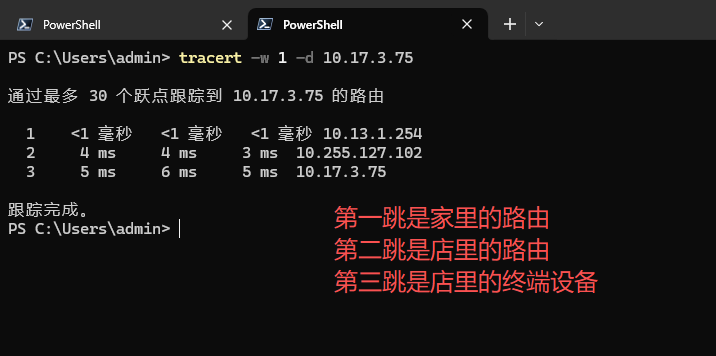 PowerShell
PowerShell
PS C:\Users\admin> tracert -w 1 -d 10.17.3.75
通过最多 30 个跃点跟踪到 10.17.3.75 的路由
1 <1 毫秒 <1 毫秒 <1 毫秒 10.13.1.254
2 4 ms 4 ms 3 ms 10.255.127.102
3 5 ms 6 ms 5 ms 10.17.3.75
跟踪完成。
PS C:\Users\admin>
第一跳是家里的路由
第二跳是店里的路由
第三跳是店里的终端设备